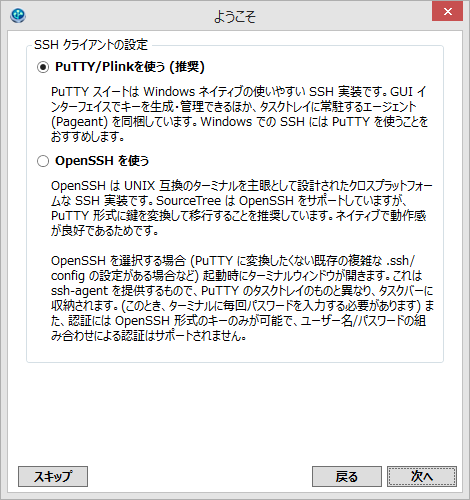 ようこそ
SSH クライアントの設定
PuTTY/Plinkを使う (推奨)
PuTTY スイートは Windows ネイティブの使いやすい SSH 実装です。GUI イ
ンターフェイスでキーを生成・管理できるほか、タスクトレイに常駐するエージェント
(Pageant) を同梱しています。Windows での SSH には PuTTY を使うことを
おすすめします。
OpenSSH を使う
OpenSSH は UNIX 互換のターミナルを主眼として設計されたクロスプラットフォー
ムな SSH 実装です。SourceTree は OpenSSH をサポートしていますが、
PuTTY 形式に鍵を変換して移行することを推奨しています。ネイティブで動作感
が良好であるためです。
OpenSSH を選択する場合 (PuTTY に変換したくない既存の複雑な .ssh/
config の設定がある場合など) 起動時にターミナルウィンドウが開きます。これは
ssh-agent を提供するもので、PuTTY のタスクトレイのものと異なり、タスクバーに
収納されます。(このとき、ターミナルに毎回パスワードを入力する必要があります) ま
た、認証には OpenSSH 形式のキーのみが可能で、ユーザー名/パスワードの組
み合わせによる認証はサポートされません。
スキップ
戻る
次へ